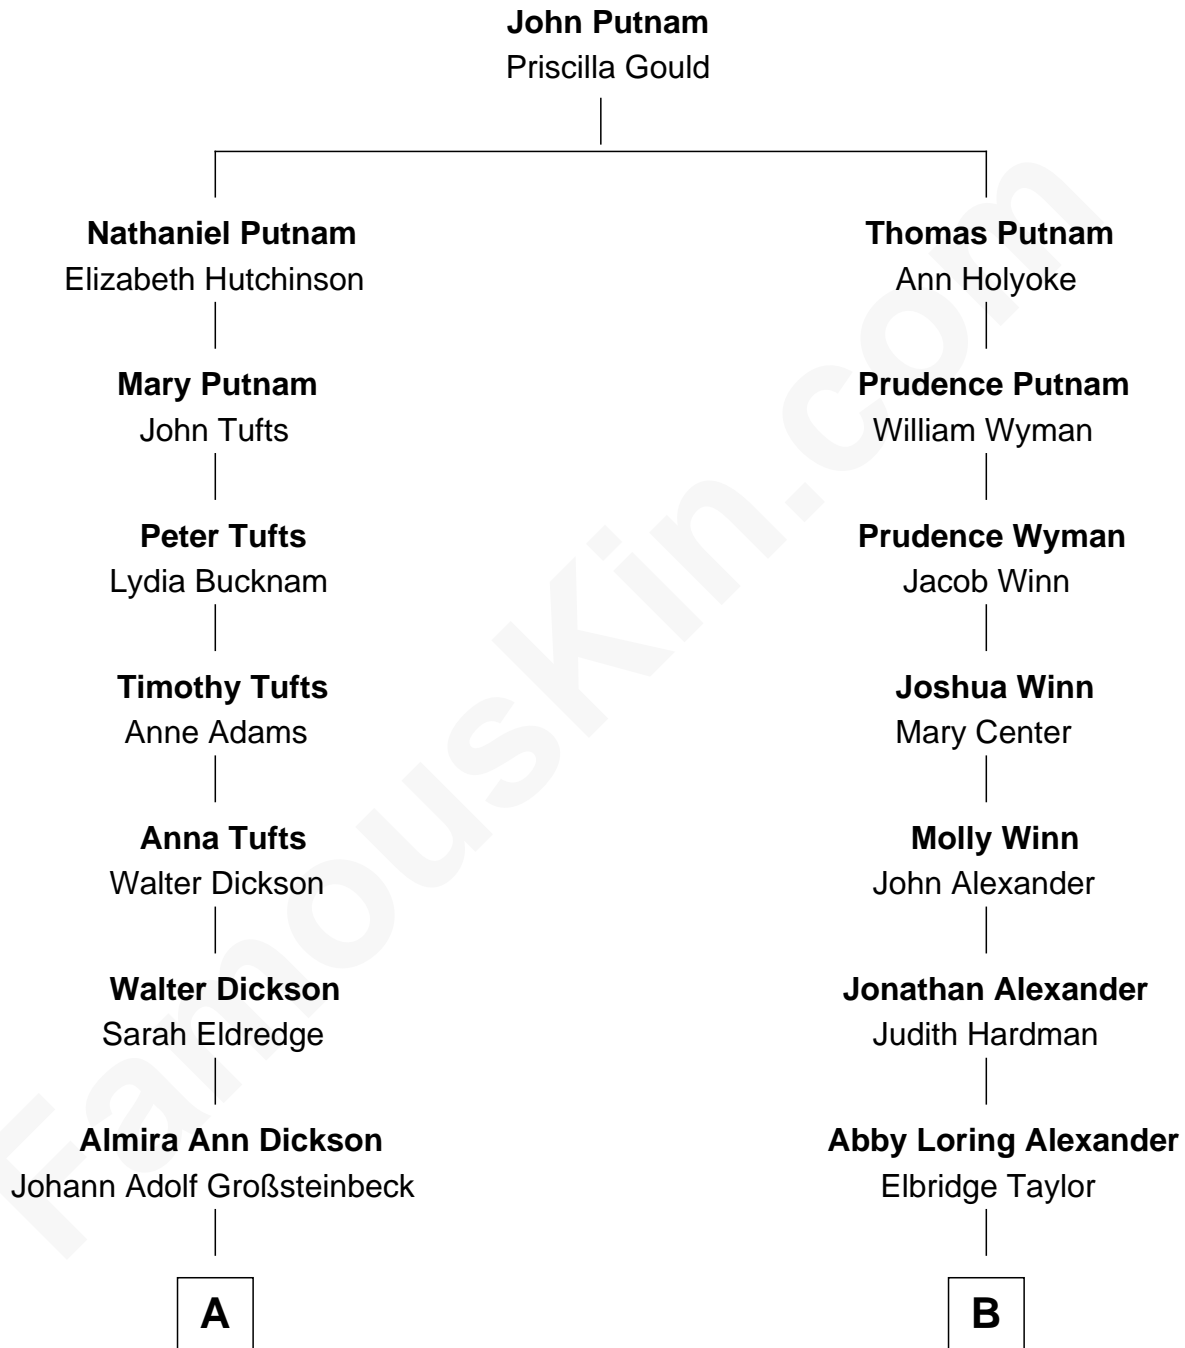 John Putnam
Priscilla Gould
Nathaniel Putnam
Elizabeth Hutchinson
Thomas Putnam
Ann Holyoke
Mary Putnam
John Tufts
Prudence Putnam
William Wyman
Peter Tufts
Lydia Bucknam
Prudence Wyman
Jacob Winn
Timothy Tufts
Anne Adams
Joshua Winn
Mary Center
Anna Tufts
Walter Dickson
Molly Winn
John Alexander
Walter Dickson
Sarah Eldredge
Jonathan Alexander
Judith Hardman
Almira Ann Dickson
Johann Adolf Großsteinbeck
Abby Loring Alexander
Elbridge Taylor
A
B
FamousKin.com